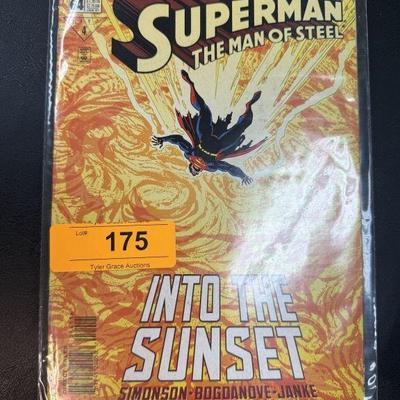 SUPERMAN
THE MAN OF STEEL
Lot#
175
Tyler Grace Auctions
INTO THE
SUNSET
SIMONSON • BOGDANOVE • JANKE